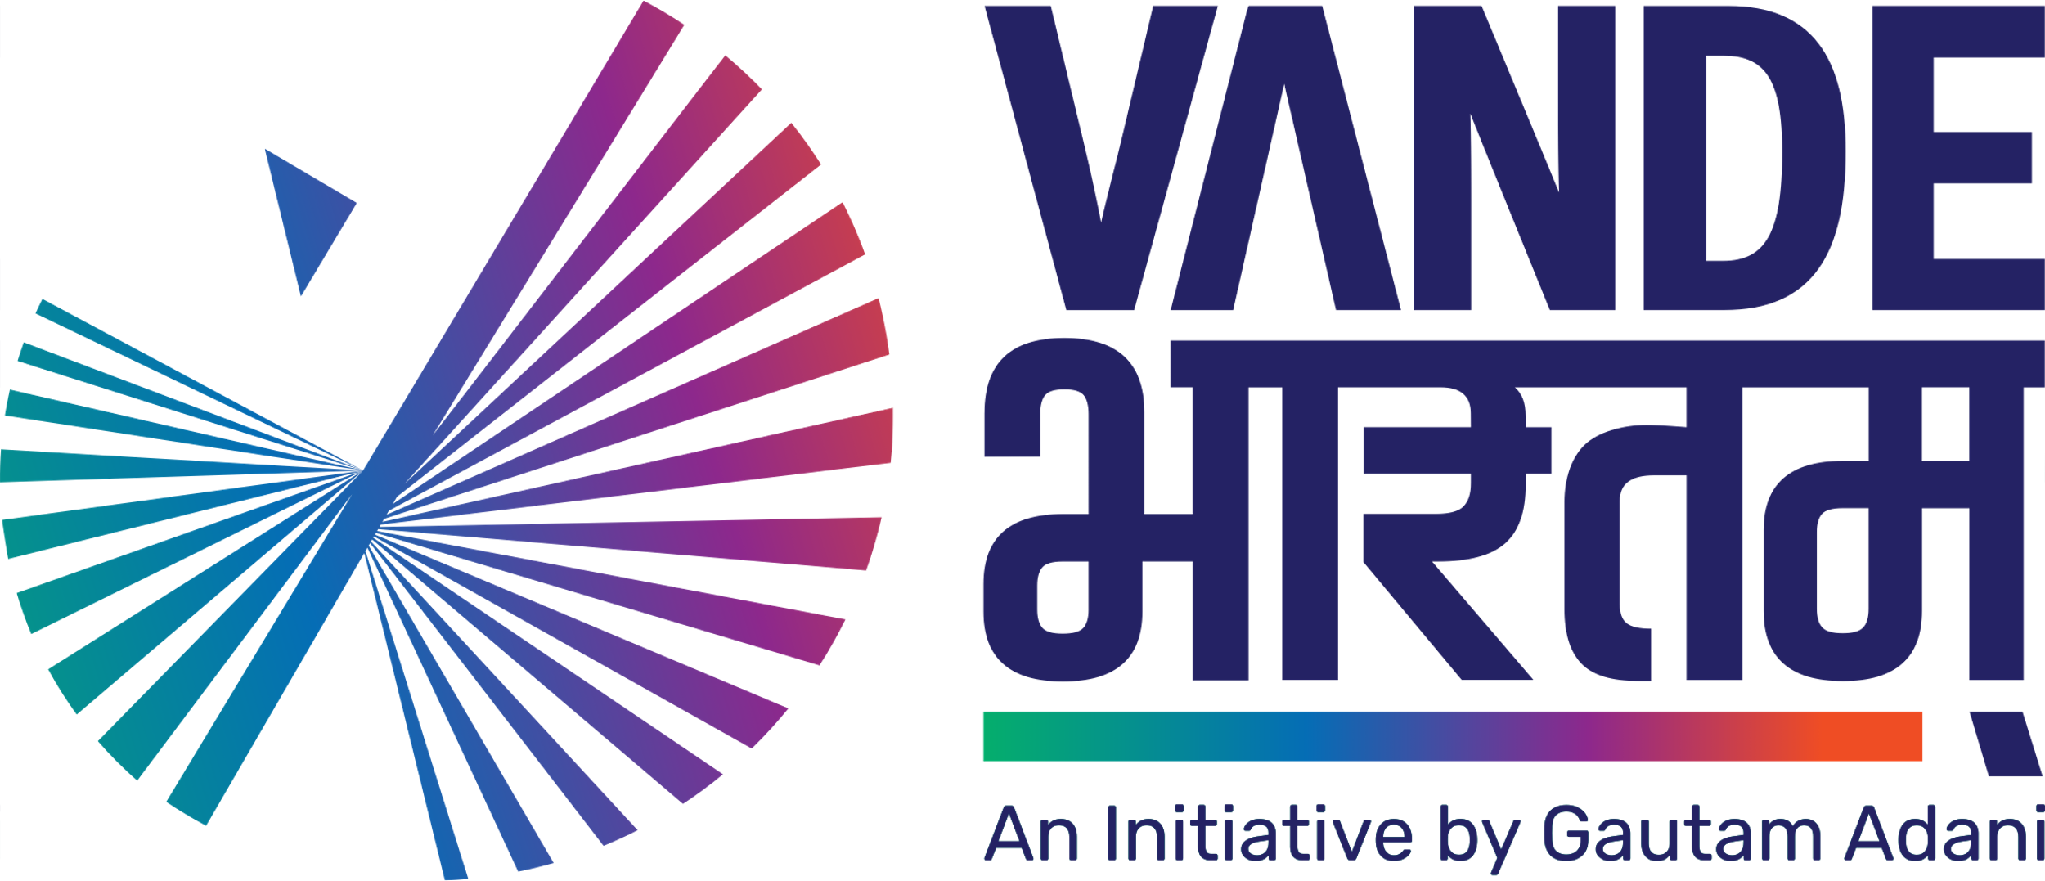 VANDE
भारतम्
An Initiative by Gautam Adani